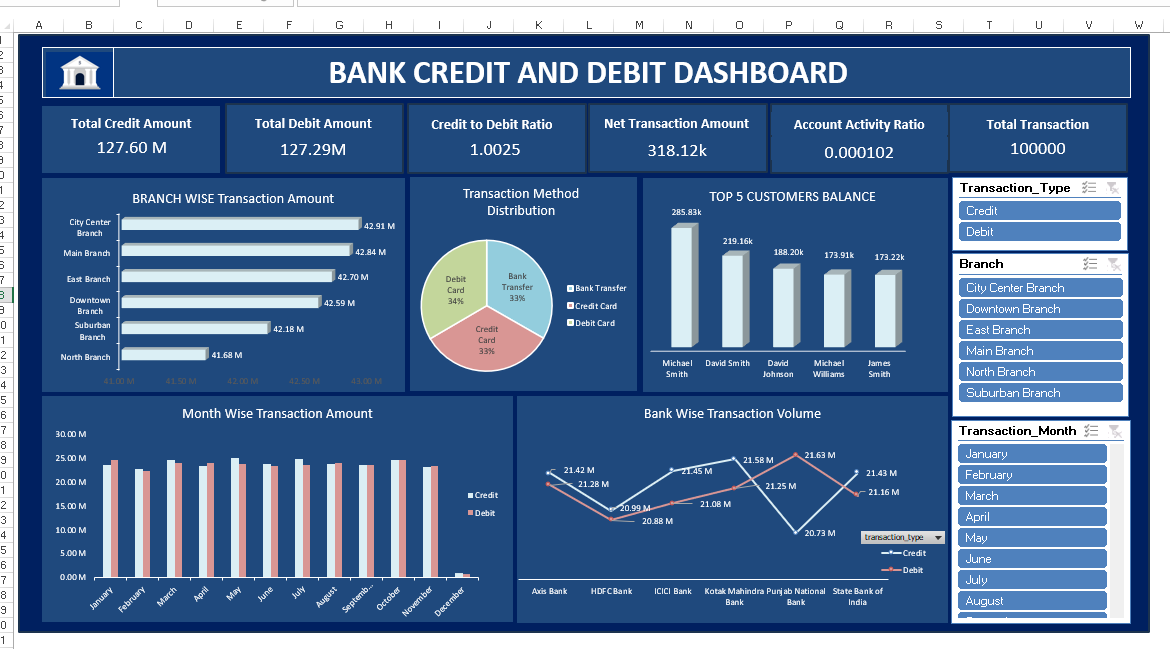 A B C D E F G H I J K L M N O P Q R S T U V W
BANK CREDIT AND DEBIT DASHBOARD
Total Credit Amount
127.60 M
Total Debit Amount
127.29M
Credit to Debit Ratio
1.0025
Net Transaction Amount
318.12k
Account Activity Ratio
0.000102
Total Transaction
100000
BRANCH WISE Transaction Amount
City Center
Branch
42.91 M
Main Branch
42.84 M
East Branch
42.70 M
Downtown
Branch
42.59 M
Suburban
Branch
42.18 M
North Branch
41.68 M
41.00 M 41.50 M 42.00 M 42.50 M 43.00 M
Transaction Method
Distribution
Debit
Card
34%
Bank
Transfer
33%
Credit
Card
33%
Bank Transfer
Credit Card
Debit Card
TOP 5 CUSTOMERS BALANCE
285.83k
219.16k
188.20k
173.91k
173.22k
Michael
Smith
David Smith
David
Johnson
Michael
Williams
James
Smith
Transaction_Type
Credit
Debit
Branch
City Center Branch
Downtown Branch
East Branch
Main Branch
North Branch
Suburban Branch
Month Wise Transaction Amount
30.00 M
25.00 M
20.00 M
15.00 M
10.00 M
5.00 M
0.00 M
January
February
March
April
May
June
July
August
Septemb...
October
November
December
Credit
Debit
Bank Wise Transaction Volume
21.42 M
21.28 M
20.99 M
20.88 M
21.45 M
21.08 M
21.58 M
21.25 M
21.63 M
20.73 M
21.43 M
21.16 M
transaction_type
Credit
Debit
Axis Bank
HDFC Bank
ICICI Bank
Kotak Mahindra
Bank
Punjab National
Bank
State Bank of
India
Transaction_Month
January
February
March
April
May
June
July
August